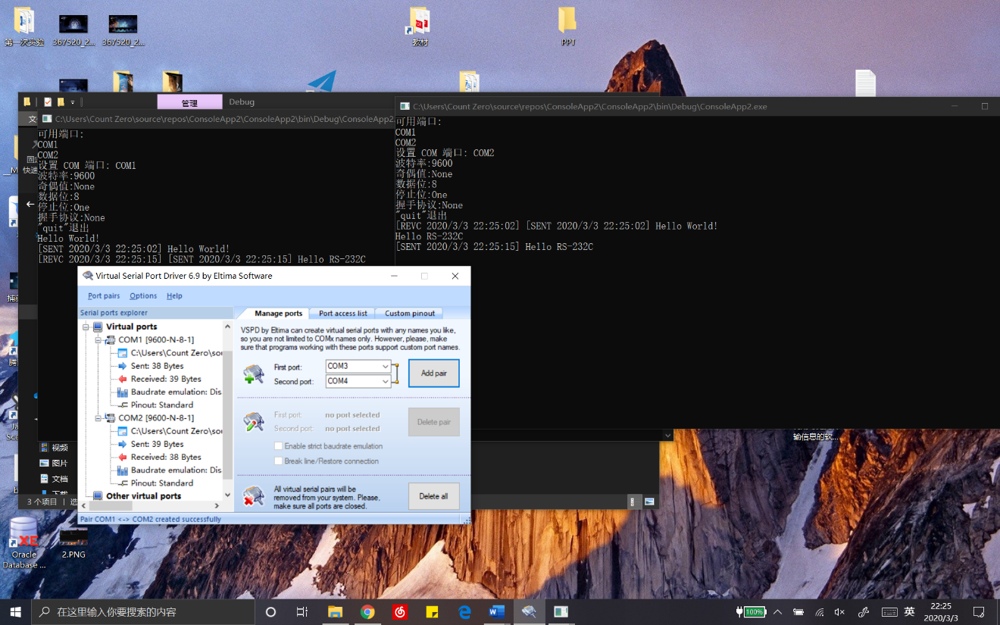 第一次实验
367520_2...
367520_2...
教材
PPT
管理
Debug
C:\Users\Count Zero\source\repos\ConsoleApp2\ConsoleApp2\bin\Debug\ConsoleApp2
可用端口:
COM1
COM2
设置 COM 端口: COM1
波特率:9600
奇偶值:None
数据位:8
停止位:One
握手协议:None
"quit"退出
Hello World!
[SENT 2020/3/3 22:25:02] Hello World!
[REVC 2020/3/3 22:25:15] [SENT 2020/3/3 22:25:15] Hello RS-232C
C:\Users\Count Zero\source\repos\ConsoleApp2\ConsoleApp2\bin\Debug\ConsoleApp2.exe
可用端口:
COM1
COM2
设置 COM 端口: COM2
波特率:9600
奇偶值:None
数据位:8
停止位:One
握手协议:None
"quit"退出
[REVC 2020/3/3 22:25:02] [SENT 2020/3/3 22:25:02] Hello World!
Hello RS-232C
[SENT 2020/3/3 22:25:15] Hello RS-232C
Virtual Serial Port Driver 6.9 by Eltima Software
Port pairs Options Help
Serial ports explorer
Virtual ports
COM1 [9600-N-8-1]
C:\Users\Count Zero\sou
Sent: 38 Bytes
Received: 39 Bytes
Baudrate emulation: Dis
Pinout: Standard
COM2 [9600-N-8-1]
C:\Users\Count Zero\sou
Sent: 39 Bytes
Received: 38 Bytes
Baudrate emulation: Dis
Pinout: Standard
Other virtual ports
Manage ports Port access list Custom pinout
VSPD by Eltima can create virtual serial ports with any names you like,
so you are not limited to COMx names only. However, please, make
sure that programs working with these ports support custom port names.
First port: COM3
Second port: COM4
Add pair
First port: no port selected
Second port: no port selected
Delete pair
Enable strict baudrate emulation
Break line/Restore connection
All virtual serial pairs will be
removed from your system. Please,
make sure all ports are closed.
Delete all
Pair COM1 <-> COM2 created successfully
快速
视频
图片
文档
3 个项目
输信息的软...
Oracle
Database ...
2.PNG
在这里输入你要搜索的内容
100%
英
22:25
2020/3/3